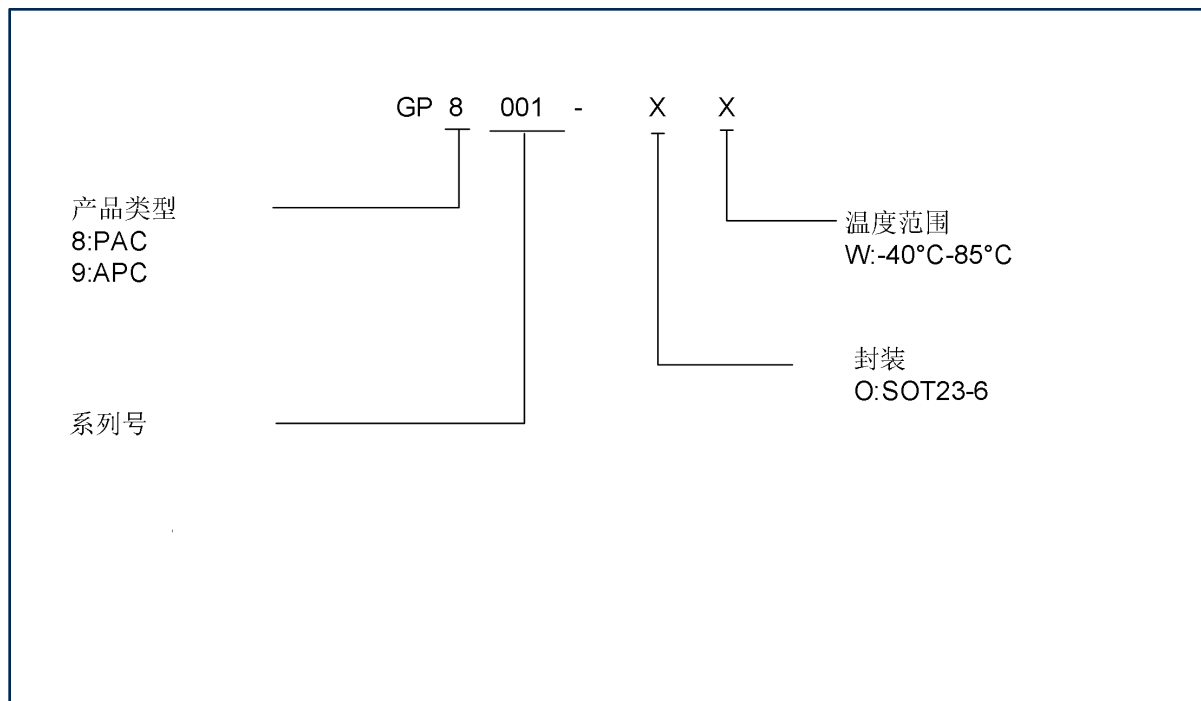 GP 8 001 - X X
产品类型
8:PAC
9:APC
温度范围
W:-40°C-85°C
封装
O:SOT23-6
系列号